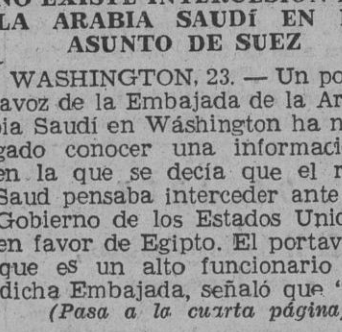 NO EXISTE INTERCESION
LA ARABIA SAUDÍ EN
ASUNTO DE SUEZ
WASHINGTON, 23. — Un po
avoz de la Embajada de la Ar
bia Saudí en Wáshington ha n
gado conocer una informaci
en la que se decía que el r
Saud pensaba interceder ante
Gobierno de los Estados Unid
en favor de Egipto. El portav
que es un alto funcionario
dicha Embajada, señaló que "
(Pasa a la cuarta página